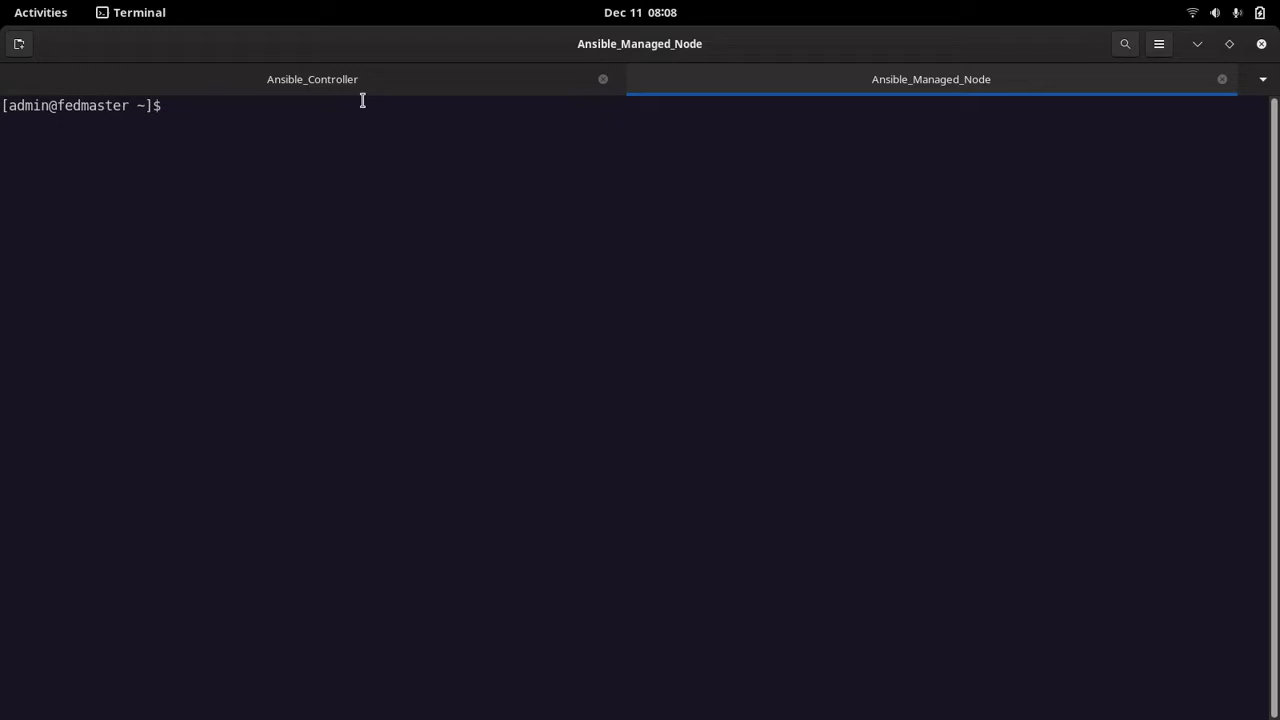 Activities Terminal Dec 11 08:08
Ansible_Managed_Node
Ansible_Controller Ansible_Managed_Node
[admin@fedmaster ~]$